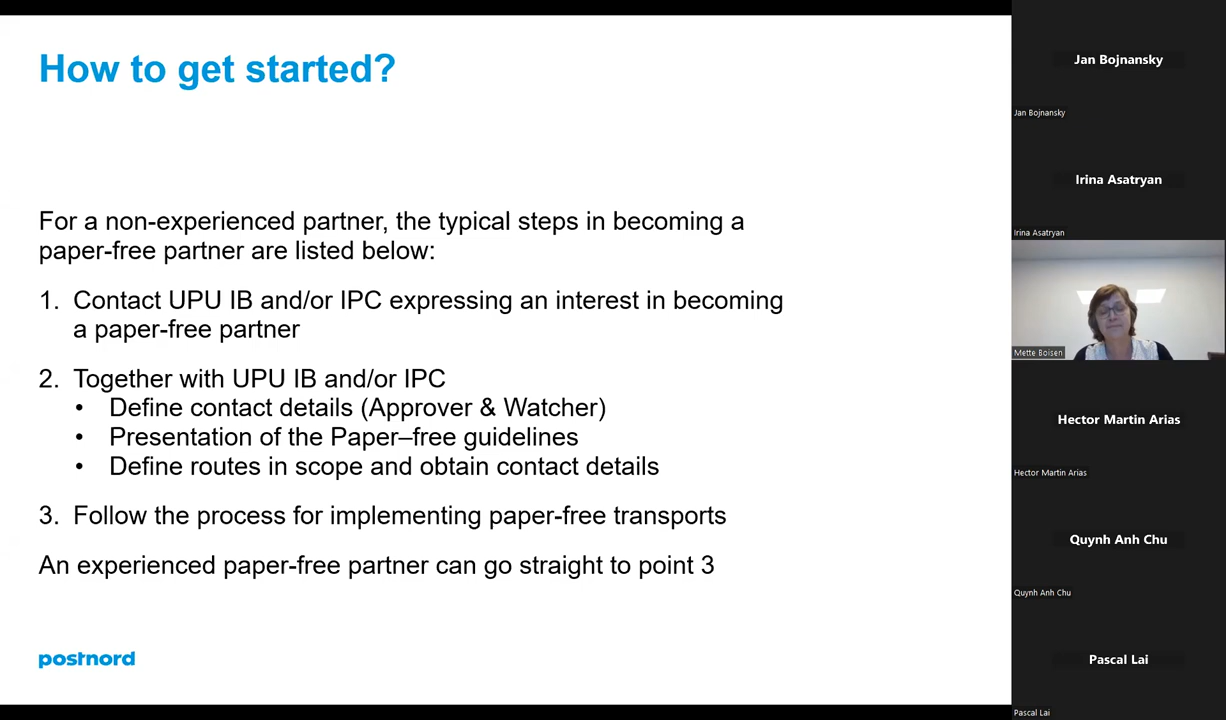 How to get started?
For a non-experienced partner, the typical steps in becoming a
paper-free partner are listed below:
1. Contact UPU IB and/or IPC expressing an interest in becoming
a paper-free partner
2. Together with UPU IB and/or IPC
• Define contact details (Approver & Watcher)
• Presentation of the Paper–free guidelines
• Define routes in scope and obtain contact details
3. Follow the process for implementing paper-free transports
An experienced paper-free partner can go straight to point 3
postnord
Jan Bojnansky
Jan Bojnansky
Irina Asatryan
Irina Asatryan
Mette Boisen
Hector Martin Arias
Hector Martin Arias
Quynh Anh Chu
Quynh Anh Chu
Pascal Lai
Pascal Lai